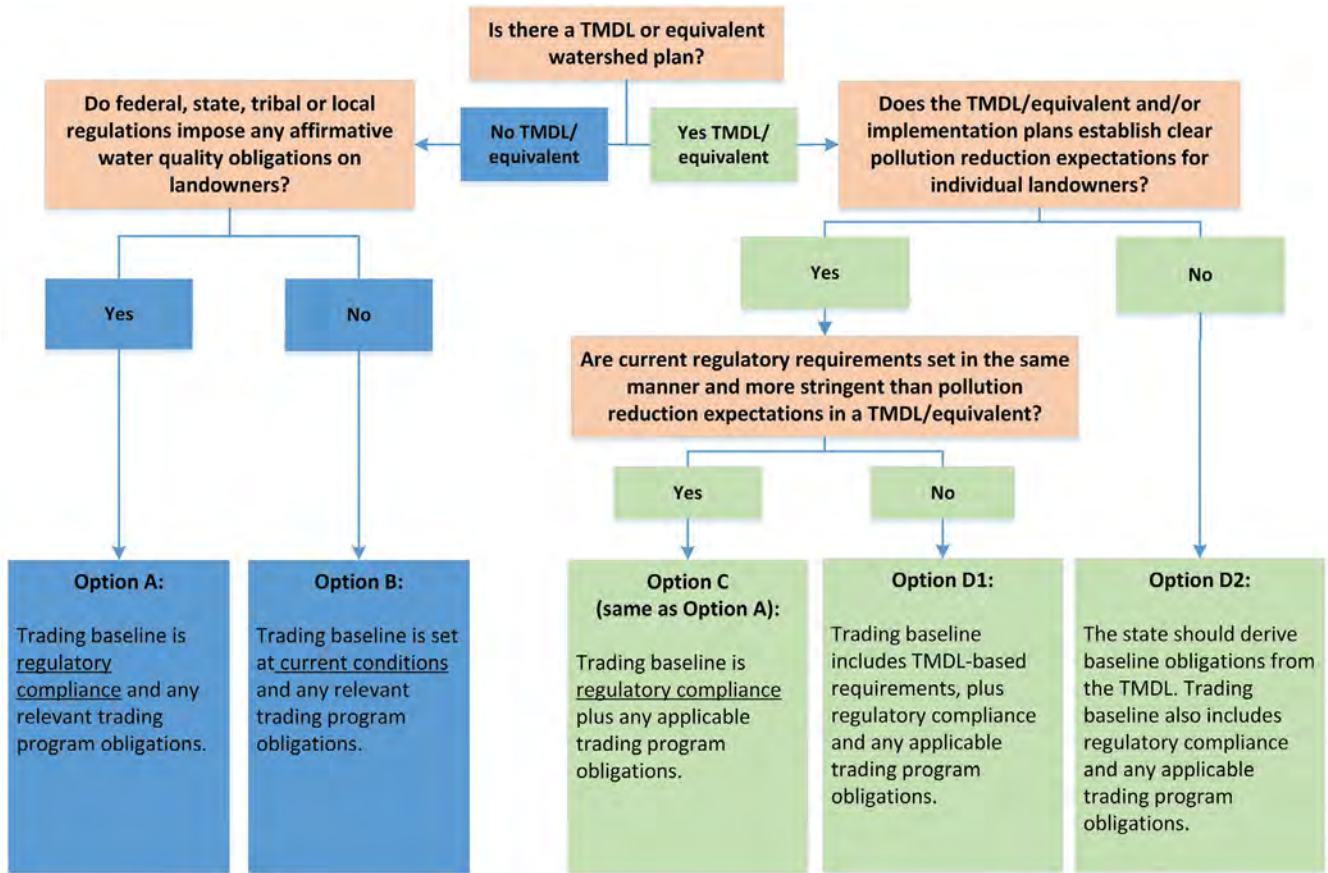 Is there a TMDL or equivalent
watershed plan?
Do federal, state, tribal or local
regulations impose any affirmative
water quality obligations on
landowners?
No TMDL/
equivalent
Yes TMDL/
equivalent
Does the TMDL/equivalent and/or
implementation plans establish clear
pollution reduction expectations for
individual landowners?
Yes
No
Yes
No
Are current regulatory requirements set in the same
manner and more stringent than pollution
reduction expectations in a TMDL/equivalent?
Yes
No
Option A:
Trading baseline is
regulatory
compliance and any
relevant trading
program obligations.
Option B:
Trading baseline is set
at current conditions
and any relevant
trading program
obligations.
Option C
(same as Option A):
Trading baseline is
regulatory compliance
plus any applicable
trading program
obligations.
Option D1:
Trading baseline
includes TMDL-based
requirements, plus
regulatory compliance
and any applicable
trading program
obligations.
Option D2:
The state should derive
baseline obligations from
the TMDL. Trading
baseline also includes
regulatory compliance
and any applicable
trading program
obligations.